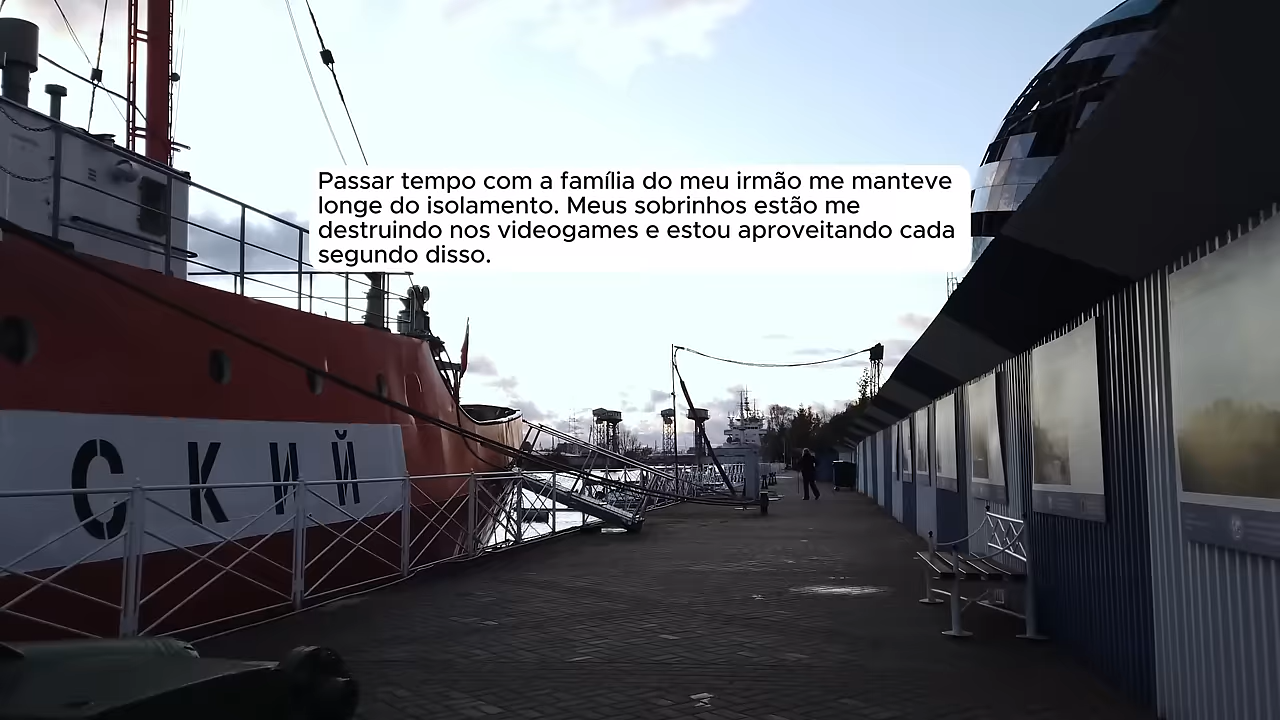 Passar tempo com a família do meu irmão me manteve
longe do isolamento. Meus sobrinhos estão me
destruindo nos videogames e estou aproveitando cada
segundo disso.
СКИЙ